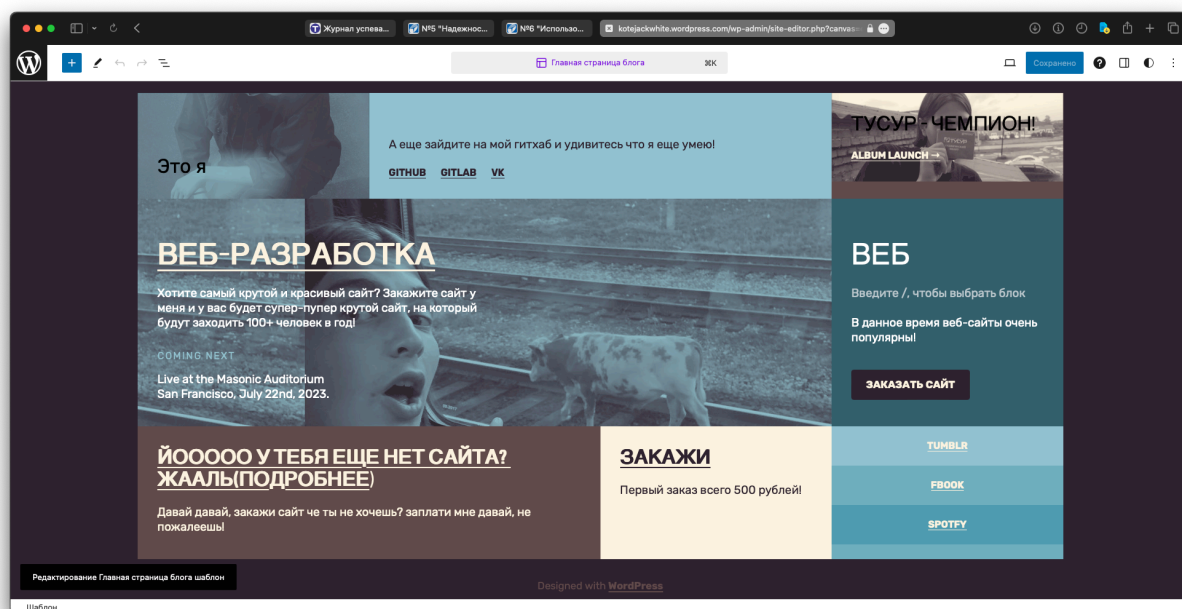 Журнал успева...
№5 "Надежнос...
№6 "Использо...
kotejackwhite.wordpress.com/wp-admin/site-editor.php?canvas=
Главная страница блога
⌘K
Сохранено
Это я
А еще зайдите на мой гитхаб и удивитесь что я еще умею!
GITHUB GITLAB VK
ТУСУР - ЧЕМПИОН!
ALBUM LAUNCH →
ВЕБ-РАЗРАБОТКА
Хотите самый крутой и красивый сайт? Закажите сайт у
меня и у вас будет супер-пупер крутой сайт, на который
будут заходить 100+ человек в год!
COMING NEXT
Live at the Masonic Auditorium
San Francisco, July 22nd, 2023.
ВЕБ
Введите /, чтобы выбрать блок
В данное время веб-сайты очень
популярны!
ЗАКАЗАТЬ САЙТ
ЙООООО У ТЕБЯ ЕЩЕ НЕТ САЙТА?
ЖААЛЬ(ПОДРОБНЕЕ)
Давай давай, закажи сайт че ты не хочешь? заплати мне давай, не
пожалеешь!
ЗАКАЖИ
Первый заказ всего 500 рублей!
TUMBLR
FBOOK
SPOTFY
Редактирование Главная страница блога шаблон
Designed with WordPress
Шаблон